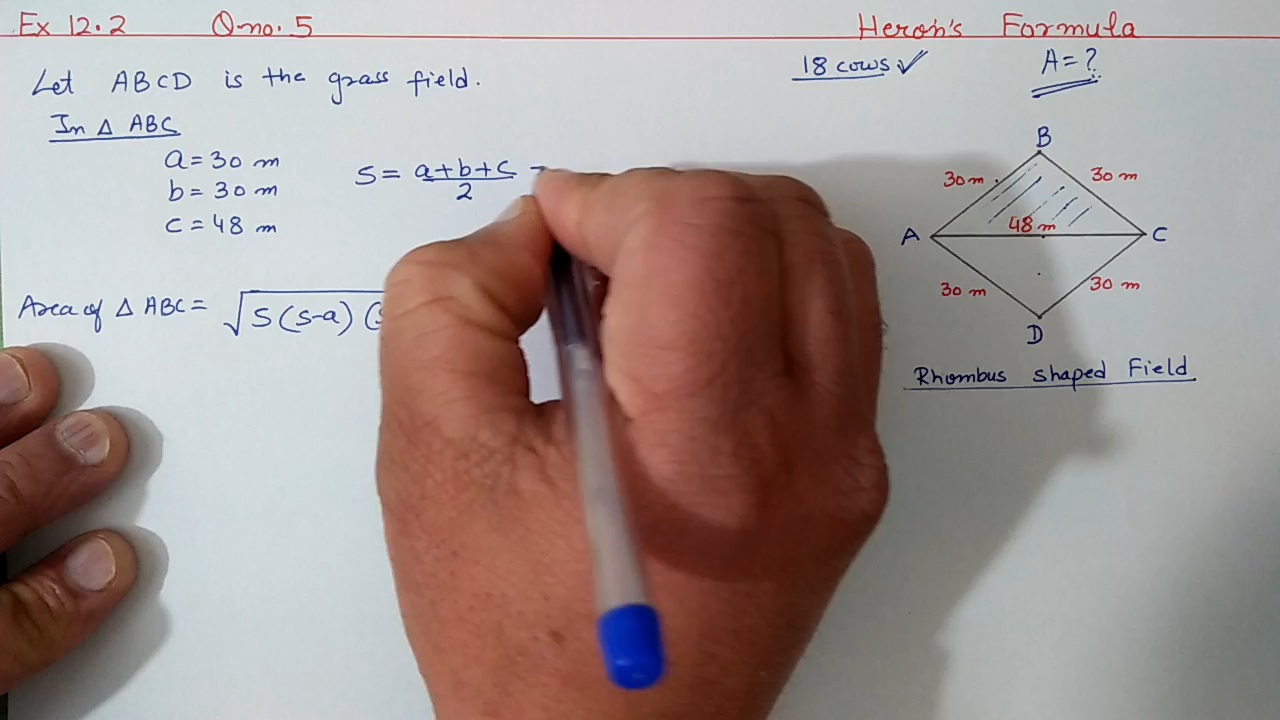 Ex 12.2 Q.no. 5 Heron's Formula
Let ABCD is the grass field.
18 cows ✓ A = ?
In △ ABC
a = 30 m
b = 30 m
c = 48 m
S = a+b+c / 2
Area of △ ABC = √S(s-a)(s
B
30 m 30 m
48 m
A C
30 m 30 m
D
Rhombus shaped Field